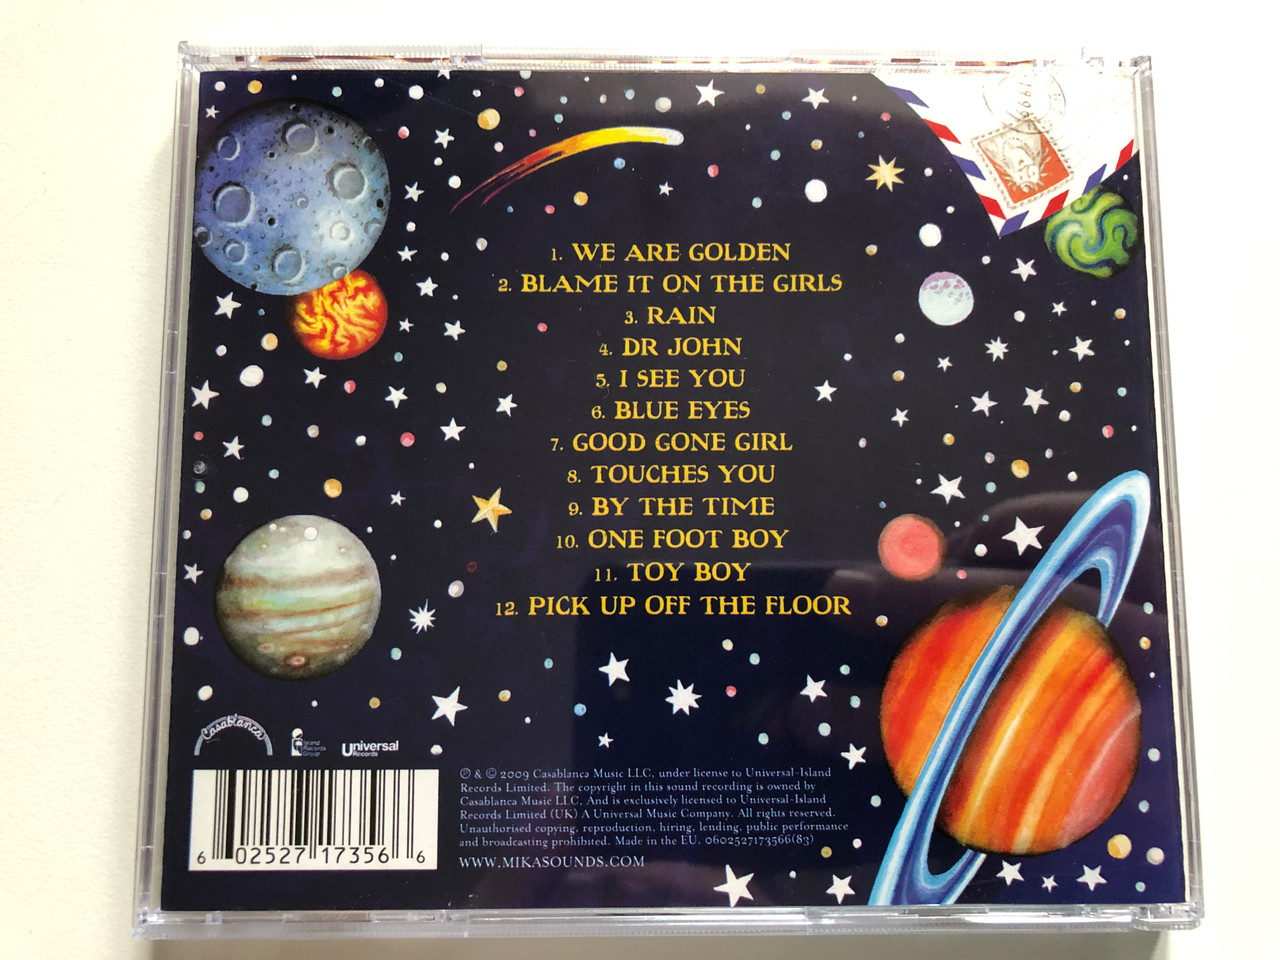 1991
1. WE ARE GOLDEN
2. BLAME IT ON THE GIRLS
3. RAIN
4. DR JOHN
5. I SEE YOU
6. BLUE EYES
7. GOOD GONE GIRL
8. TOUCHES YOU
9. BY THE TIME
10. ONE FOOT BOY
11. TOY BOY
12. PICK UP OFF THE FLOOR
Casablanca
Island
Records
Group
Universal
Records
℗ & © 2009 Casablanca Music LLC, under license to Universal-Island
Records Limited. The copyright in this sound recording is owned by
Casablanca Music LLC. And is exclusively licensed to Universal-Island
Records Limited (UK) A Universal Music Company. All rights reserved.
Unauthorised copying, reproduction, hiring, lending, public performance
and broadcasting prohibited. Made in the EU. 0602527173566(83)
WWW.MIKASOUNDS.COM
6 02527 17356 6